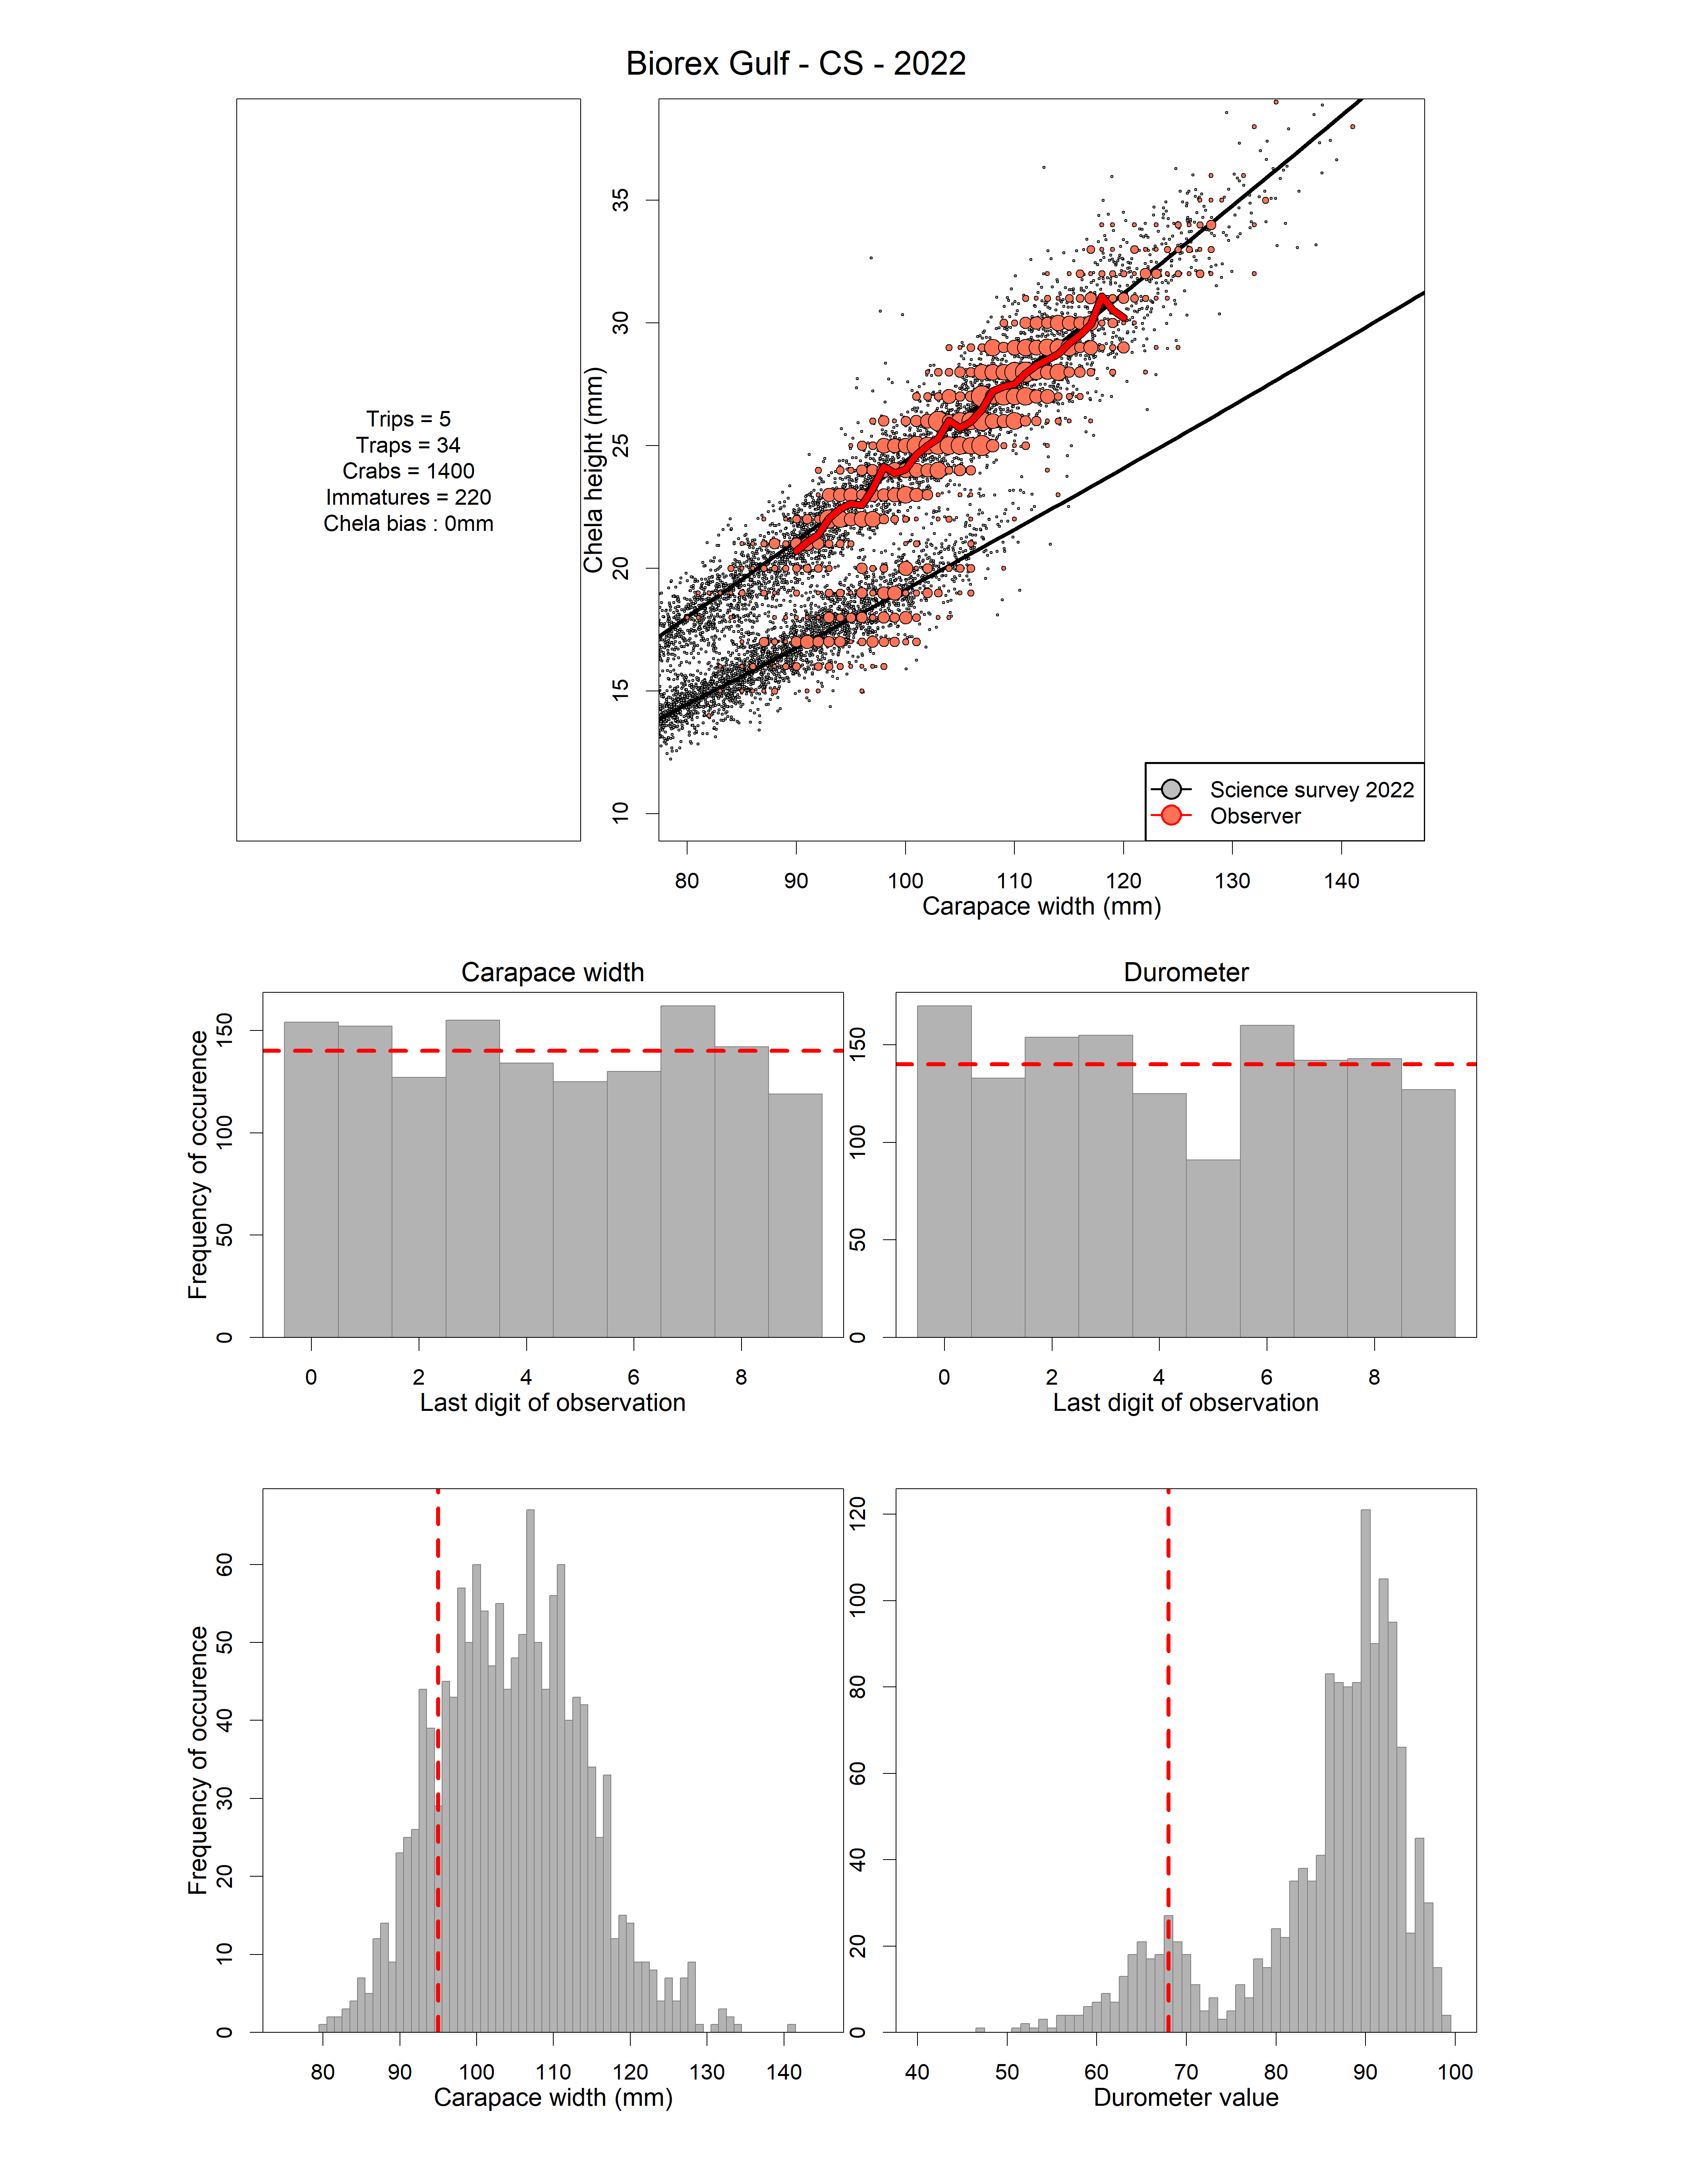 Biorex Gulf - CS - 2022
Trips = 5
Traps = 34
Crabs = 1400
Immatures = 220
Chela bias : 0mm
Chela height (mm)
35
30
25
20
15
10
Science survey 2022
Observer
80 90 100 110 120 130 140
Carapace width (mm)
Carapace width
Frequency of occurence
150
100
50
0
0 2 4 6 8
Last digit of observation
Durometer
150
100
50
0
0 2 4 6 8
Last digit of observation
Frequency of occurence
60
50
40
30
20
10
0
80 90 100 110 120 130 140
Carapace width (mm)
120
100
80
60
40
20
0
40 50 60 70 80 90 100
Durometer value